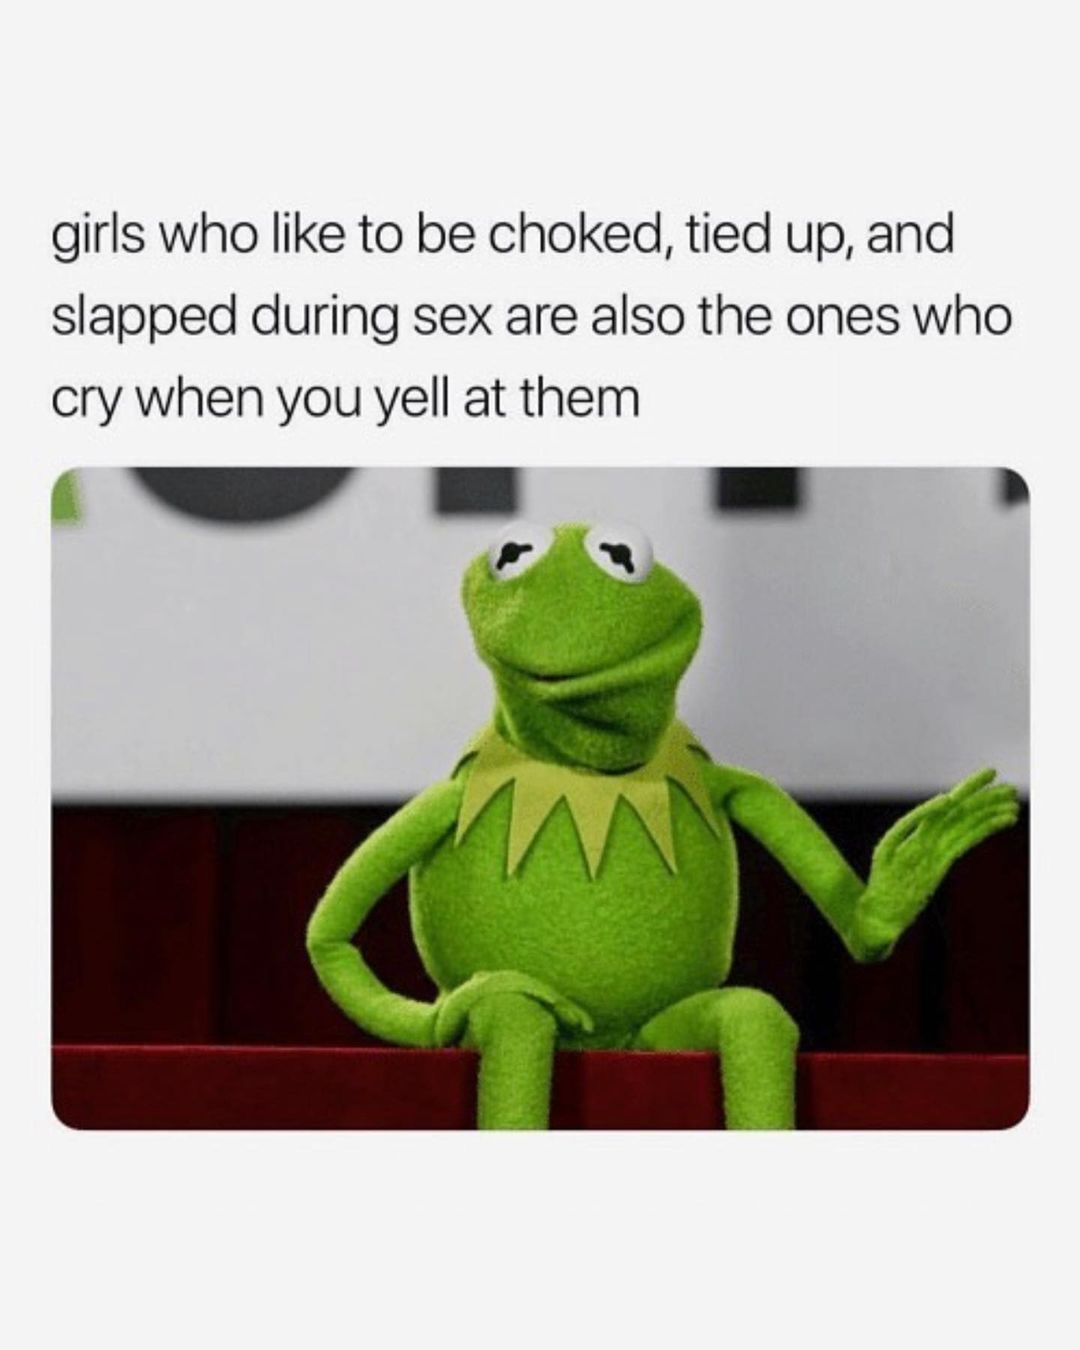 girls who like to be choked, tied up, and
slapped during sex are also the ones who
cry when you yell at them